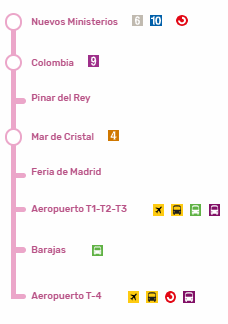 Nuevos Ministerios 6 10
Colombia 9
Pinar del Rey
Mar de Cristal 4
Feria de Madrid
Aeropuerto T1-T2-T3
Barajas
Aeropuerto T-4